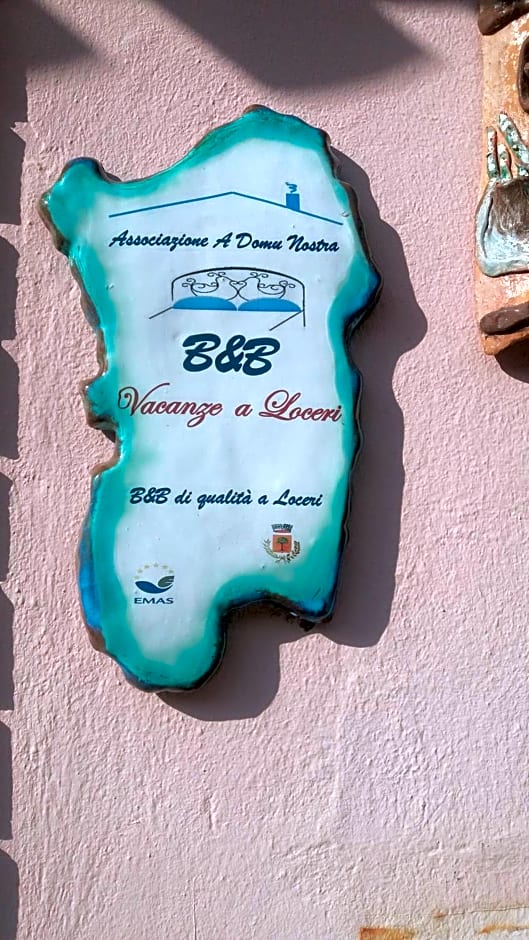 Associazione A Domu Nostra
B&B
Vacanze a Loceri
B&B di qualità a Loceri
EMAS